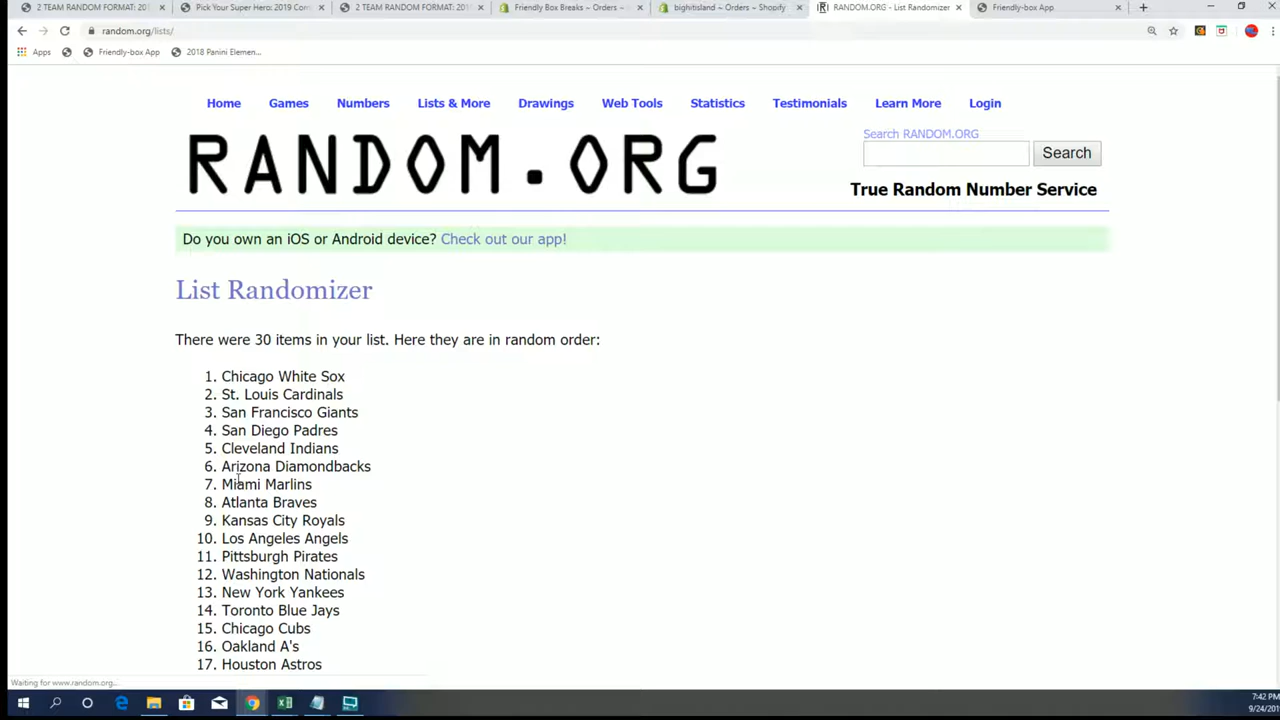 2 TEAM RANDOM FORMAT: 201
Pick Your Super Hero: 2019 Con
2 TEAM RANDOM FORMAT: 201
Friendly Box Breaks ~ Orders ~
bighitisland ~ Orders ~ Shopify
RANDOM.ORG - List Randomizer
Friendly-box App
random.org/lists/
Apps
Friendly-box App
2018 Panini Elemen...
Home Games Numbers Lists & More Drawings Web Tools Statistics Testimonials Learn More Login
RANDOM.ORG
Search RANDOM.ORG
Search
True Random Number Service
Do you own an iOS or Android device? Check out our app!
List Randomizer
There were 30 items in your list. Here they are in random order:
1. Chicago White Sox
2. St. Louis Cardinals
3. San Francisco Giants
4. San Diego Padres
5. Cleveland Indians
6. Arizona Diamondbacks
7. Miami Marlins
8. Atlanta Braves
9. Kansas City Royals
10. Los Angeles Angels
11. Pittsburgh Pirates
12. Washington Nationals
13. New York Yankees
14. Toronto Blue Jays
15. Chicago Cubs
16. Oakland A's
17. Houston Astros
Waiting for www.random.org...
7:42 PM
9/24/201